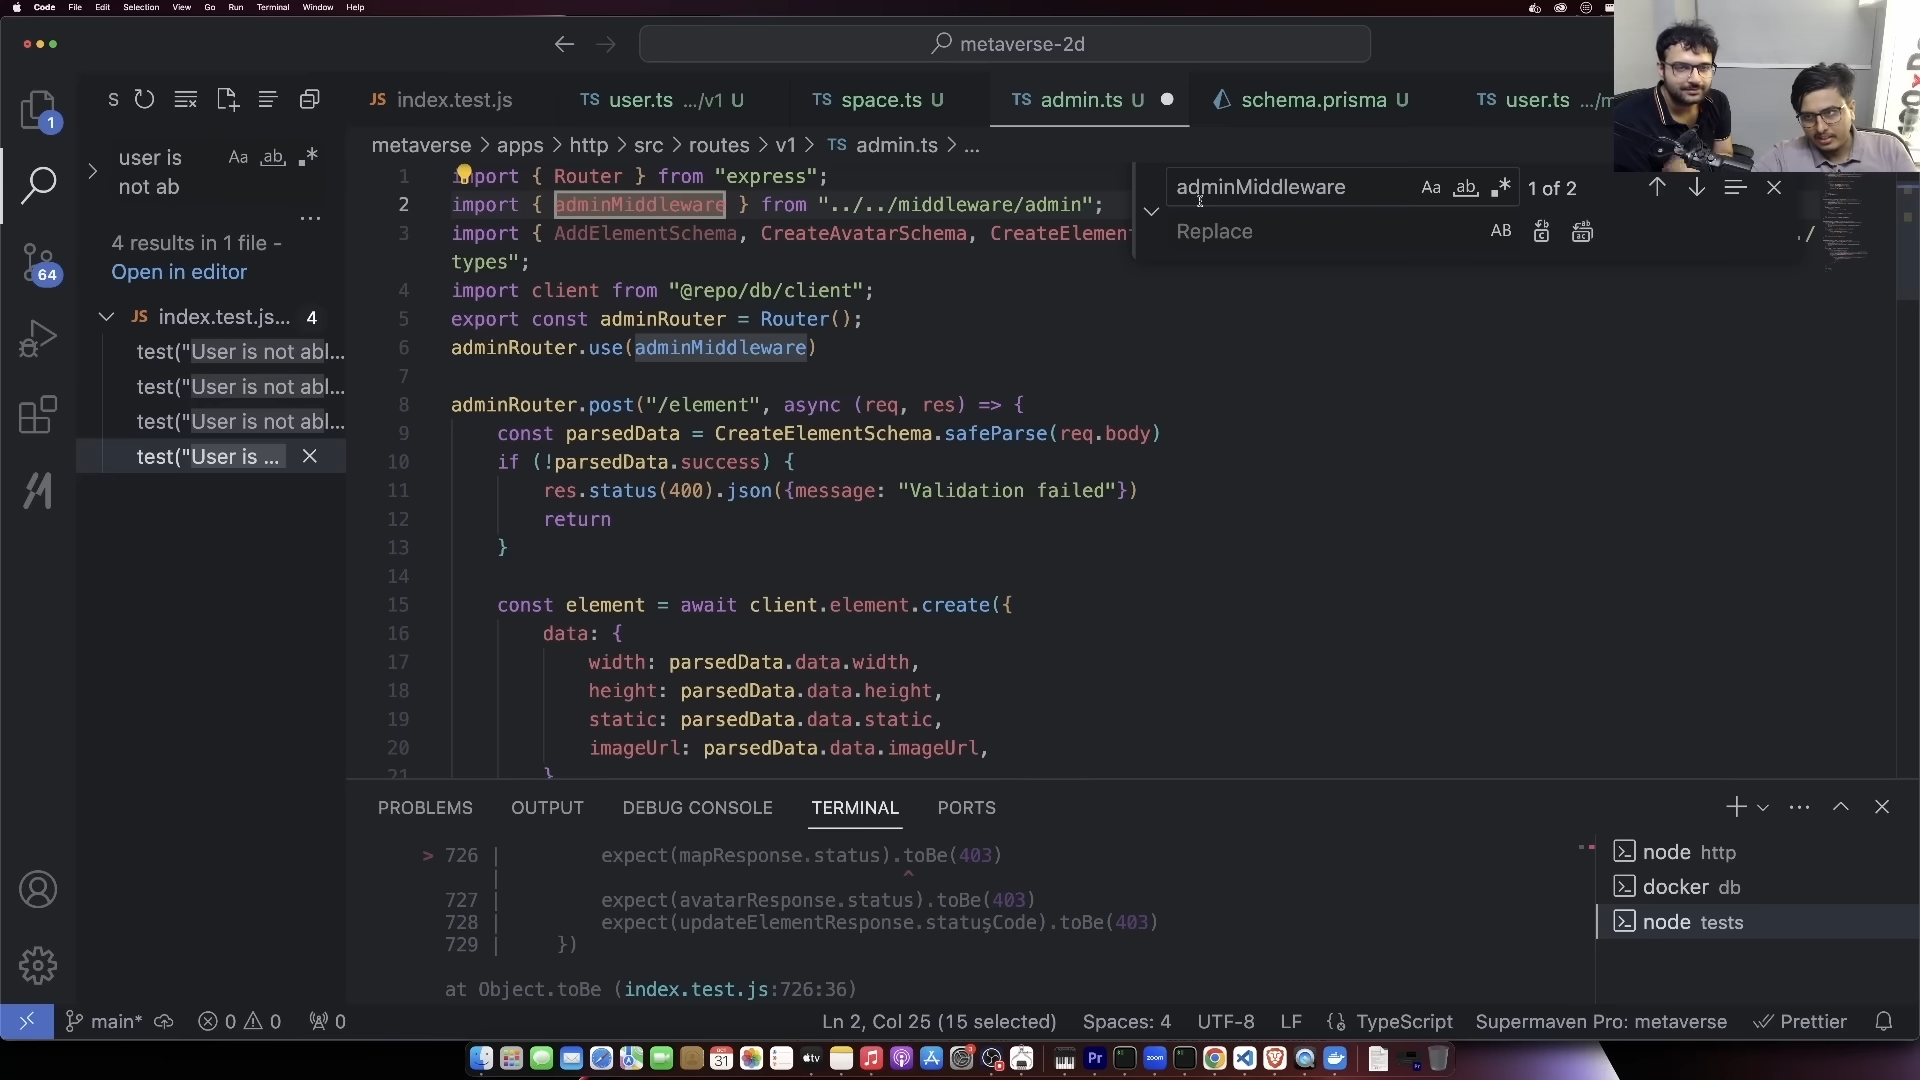 Code File Edit Selection View Go Run Terminal Window Help
metaverse-2d
S
user is
not ab
Aa ab
4 results in 1 file -
Open in editor
JS index.test.js... 4
test("User is not abl...
test("User is not abl...
test("User is not abl...
test("User is ...
1
64
JS index.test.js
TS user.ts .../v1 U
TS space.ts U
TS admin.ts U
schema.prisma U
TS user.ts .../m
metaverse > apps > http > src > routes > v1 > TS admin.ts > ...
adminMiddleware Aa ab 1 of 2
Replace AB
1 import { Router } from "express";
2 import { adminMiddleware } from "../../middleware/admin";
3 import { AddElementSchema, CreateAvatarSchema, CreateElement
./
types";
4 import client from "@repo/db/client";
5 export const adminRouter = Router();
6 adminRouter.use(adminMiddleware)
7
8 adminRouter.post("/element", async (req, res) => {
9 const parsedData = CreateElementSchema.safeParse(req.body)
10 if (!parsedData.success) {
11 res.status(400).json({message: "Validation failed"})
12 return
13 }
14
15 const element = await client.element.create({
16 data: {
17 width: parsedData.data.width,
18 height: parsedData.data.height,
19 static: parsedData.data.static,
20 imageUrl: parsedData.data.imageUrl,
21 }
PROBLEMS OUTPUT DEBUG CONSOLE TERMINAL PORTS
> 726 | expect(mapResponse.status).toBe(403)
| ^
727 | expect(avatarResponse.status).toBe(403)
728 | expect(updateElementResponse.statusCode).toBe(403)
729 | })
at Object.toBe (index.test.js:726:36)
node http
docker db
node tests
main* 0 0 0 Ln 2, Col 25 (15 selected) Spaces: 4 UTF-8 LF {} TypeScript Supermaven Pro: metaverse Prettier
31 tv Pr zoom